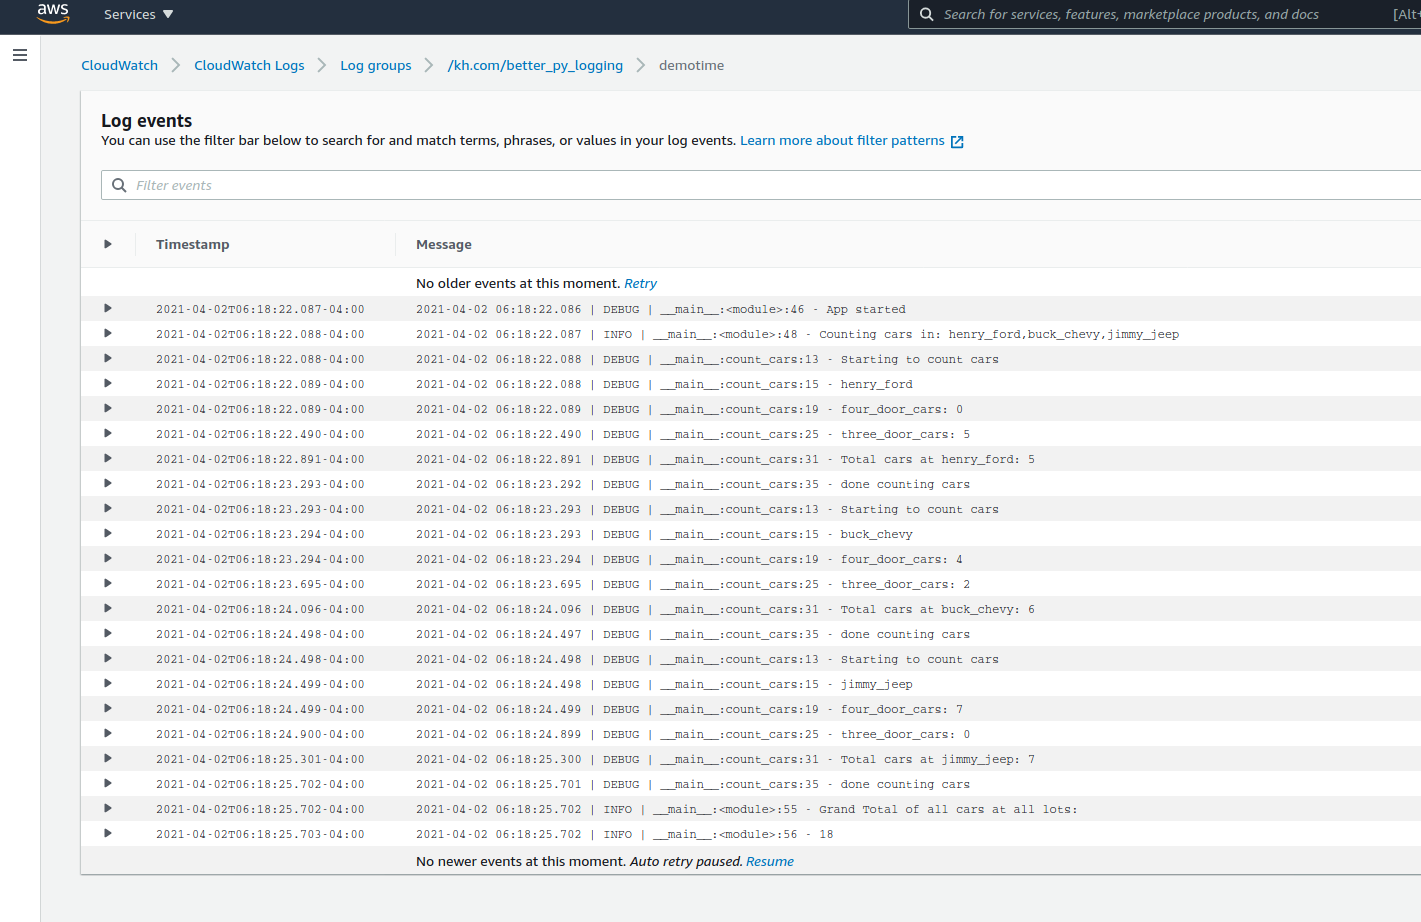 aws Services ▼ Search for services, features, marketplace products, and docs [Alt+
CloudWatch > CloudWatch Logs > Log groups > /kh.com/better_py_logging > demotime
Log events
You can use the filter bar below to search for and match terms, phrases, or values in your log events. Learn more about filter patterns
Filter events
Timestamp Message
No older events at this moment. Retry
2021-04-02T06:18:22.087-04:00 2021-04-02 06:18:22.086 | DEBUG | __main__:<module>:46 - App started
2021-04-02T06:18:22.088-04:00 2021-04-02 06:18:22.087 | INFO | __main__:<module>:48 - Counting cars in: henry_ford,buck_chevy,jimmy_jeep
2021-04-02T06:18:22.088-04:00 2021-04-02 06:18:22.088 | DEBUG | __main__:count_cars:13 - Starting to count cars
2021-04-02T06:18:22.089-04:00 2021-04-02 06:18:22.088 | DEBUG | __main__:count_cars:15 - henry_ford
2021-04-02T06:18:22.089-04:00 2021-04-02 06:18:22.089 | DEBUG | __main__:count_cars:19 - four_door_cars: 0
2021-04-02T06:18:22.490-04:00 2021-04-02 06:18:22.490 | DEBUG | __main__:count_cars:25 - three_door_cars: 5
2021-04-02T06:18:22.891-04:00 2021-04-02 06:18:22.891 | DEBUG | __main__:count_cars:31 - Total cars at henry_ford: 5
2021-04-02T06:18:23.293-04:00 2021-04-02 06:18:23.292 | DEBUG | __main__:count_cars:35 - done counting cars
2021-04-02T06:18:23.293-04:00 2021-04-02 06:18:23.293 | DEBUG | __main__:count_cars:13 - Starting to count cars
2021-04-02T06:18:23.294-04:00 2021-04-02 06:18:23.293 | DEBUG | __main__:count_cars:15 - buck_chevy
2021-04-02T06:18:23.294-04:00 2021-04-02 06:18:23.294 | DEBUG | __main__:count_cars:19 - four_door_cars: 4
2021-04-02T06:18:23.695-04:00 2021-04-02 06:18:23.695 | DEBUG | __main__:count_cars:25 - three_door_cars: 2
2021-04-02T06:18:24.096-04:00 2021-04-02 06:18:24.096 | DEBUG | __main__:count_cars:31 - Total cars at buck_chevy: 6
2021-04-02T06:18:24.498-04:00 2021-04-02 06:18:24.497 | DEBUG | __main__:count_cars:35 - done counting cars
2021-04-02T06:18:24.498-04:00 2021-04-02 06:18:24.498 | DEBUG | __main__:count_cars:13 - Starting to count cars
2021-04-02T06:18:24.499-04:00 2021-04-02 06:18:24.498 | DEBUG | __main__:count_cars:15 - jimmy_jeep
2021-04-02T06:18:24.499-04:00 2021-04-02 06:18:24.499 | DEBUG | __main__:count_cars:19 - four_door_cars: 7
2021-04-02T06:18:24.900-04:00 2021-04-02 06:18:24.899 | DEBUG | __main__:count_cars:25 - three_door_cars: 0
2021-04-02T06:18:25.301-04:00 2021-04-02 06:18:25.300 | DEBUG | __main__:count_cars:31 - Total cars at jimmy_jeep: 7
2021-04-02T06:18:25.702-04:00 2021-04-02 06:18:25.701 | DEBUG | __main__:count_cars:35 - done counting cars
2021-04-02T06:18:25.702-04:00 2021-04-02 06:18:25.702 | INFO | __main__:<module>:55 - Grand Total of all cars at all lots:
2021-04-02T06:18:25.703-04:00 2021-04-02 06:18:25.702 | INFO | __main__:<module>:56 - 18
No newer events at this moment. Auto retry paused. Resume